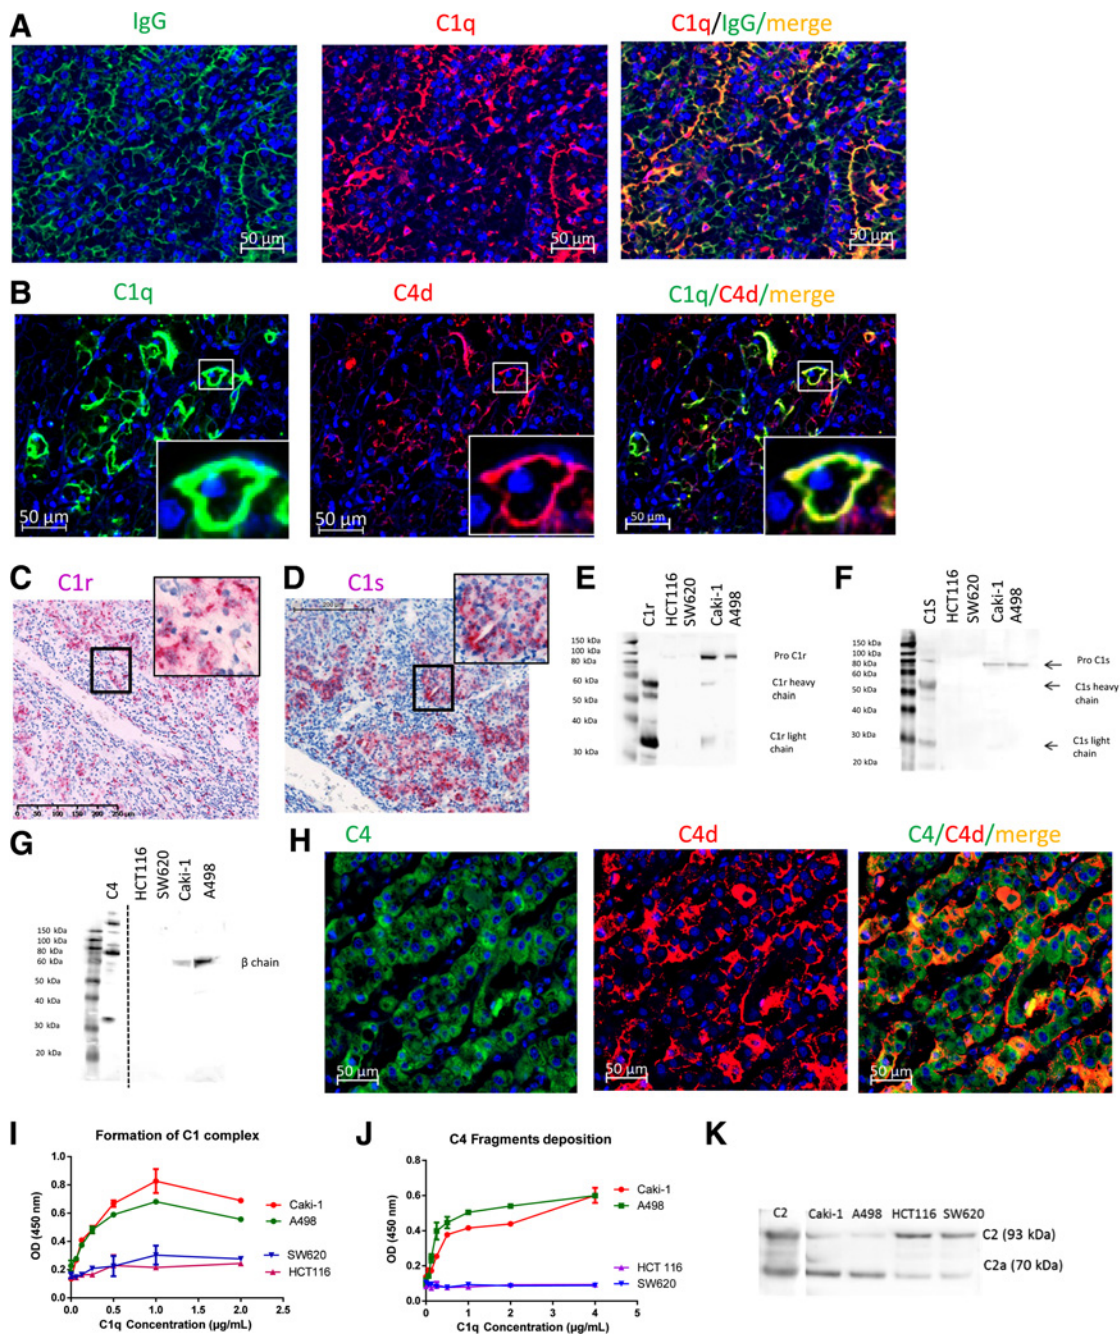 A
IgG
C1q
C1q/IgG/merge
50 µm
50 µm
50 µm
B
C1q
C4d
C1q/C4d/merge
50 µm
50 µm
50 µm
C
C1r
D
C1s
E
C1r
HCT116
SW620
Caki-1
A498
150 kDa
100 kDa
80 kDa
60 kDa
50 kDa
40 kDa
30 kDa
Pro C1r
C1r heavy
chain
C1r light
chain
F
C1S
HCT116
SW620
Caki-1
A498
150 kDa
100 kDa
80 kDa
60 kDa
50 kDa
40 kDa
30 kDa
20 kDa
Pro C1s
C1s heavy
chain
C1s light
chain
0 50 100 150 200 250 µm
G
C4
HCT116
SW620
Caki-1
A498
150 kDa
100 kDa
80 kDa
60 kDa
50 kDa
40 kDa
30 kDa
20 kDa
β chain
H
C4
C4d
C4/C4d/merge
50 µm
50 µm
50 µm
I
Formation of C1 complex
OD (450 nm)
1.0
0.8
0.6
0.4
0.2
0.0
0.0 0.5 1.0 1.5 2.0 2.5
C1q Concentration (µg/mL)
Caki-1
A498
SW620
HCT116
J
C4 Fragments deposition
OD (450 nm)
0.8
0.6
0.4
0.2
0.0
0 1 2 3 4 5
C1q Concentration (µg/mL)
Caki-1
A498
HCT 116
SW620
K
C2 Caki-1 A498 HCT116 SW620
C2 (93 kDa)
C2a (70 kDa)